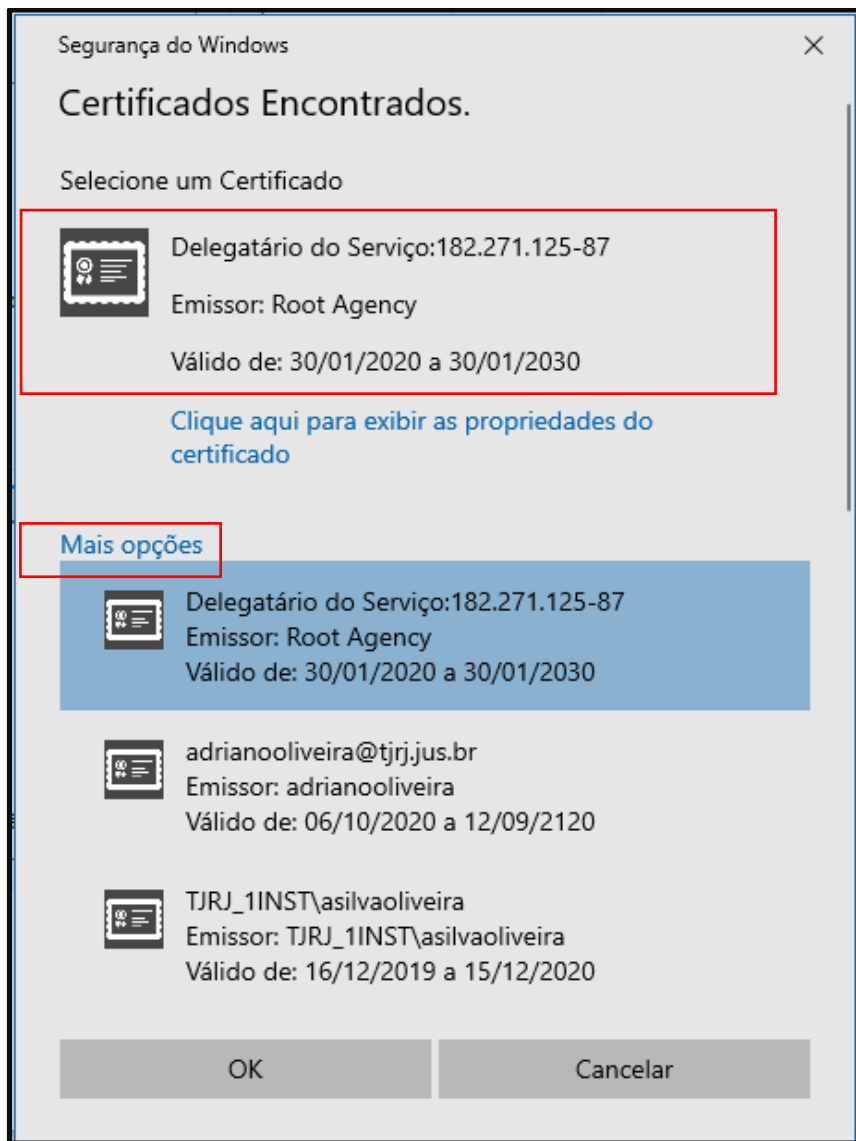 Segurança do Windows
Certificados Encontrados.
Selecione um Certificado
Delegatário do Serviço:182.271.125-87
Emissor: Root Agency
Válido de: 30/01/2020 a 30/01/2030
Clique aqui para exibir as propriedades do
certificado
Mais opções
Delegatário do Serviço:182.271.125-87
Emissor: Root Agency
Válido de: 30/01/2020 a 30/01/2030
adrianooliveira@tjrj.jus.br
Emissor: adrianooliveira
Válido de: 06/10/2020 a 12/09/2120
TJRJ_1INST\asilvaoliveira
Emissor: TJRJ_1INST\asilvaoliveira
Válido de: 16/12/2019 a 15/12/2020
OK
Cancelar